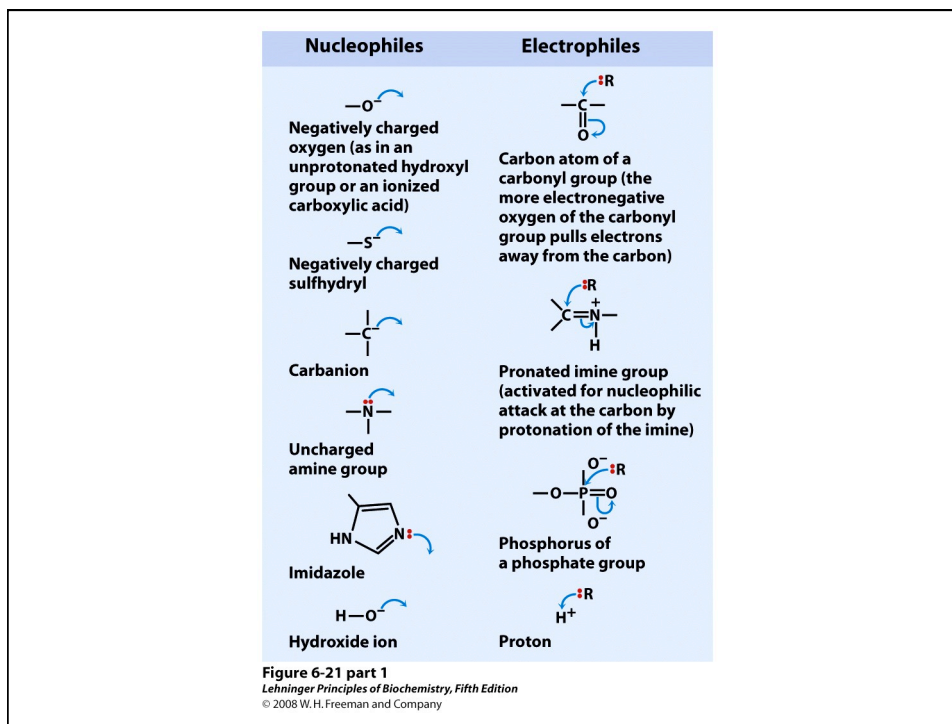 Nucleophiles
—O⁻
Negatively charged
oxygen (as in an
unprotonated hydroxyl
group or an ionized
carboxylic acid)
—S⁻
Negatively charged
sulfhydryl
—C⁻
Carbanion
—N—
Uncharged
amine group
HN
N:
Imidazole
H—O⁻
Hydroxide ion
Electrophiles
:R
—C—
O
Carbon atom of a
carbonyl group (the
more electronegative
oxygen of the carbonyl
group pulls electrons
away from the carbon)
:R
+
C=N—
H
Pronated imine group
(activated for nucleophilic
attack at the carbon by
protonation of the imine)
O⁻
:R
—O—P=O
O⁻
Phosphorus of
a phosphate group
:R
H⁺
Proton
Figure 6-21 part 1
Lehninger Principles of Biochemistry, Fifth Edition
© 2008 W. H. Freeman and Company